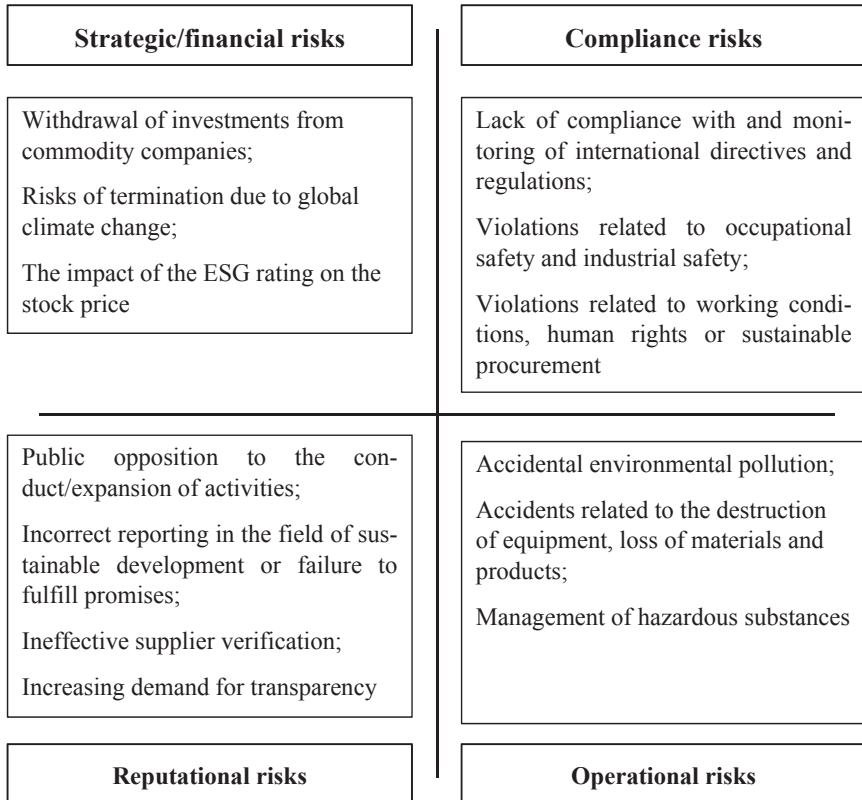 Strategic/financial risks
Withdrawal of investments from
commodity companies;
Risks of termination due to global
climate change;
The impact of the ESG rating on the
stock price
Compliance risks
Lack of compliance with and moni-
toring of international directives and
regulations;
Violations related to occupational
safety and industrial safety;
Violations related to working condi-
tions, human rights or sustainable
procurement
Public opposition to the con-
duct/expansion of activities;
Incorrect reporting in the field of sus-
tainable development or failure to
fulfill promises;
Ineffective supplier verification;
Increasing demand for transparency
Reputational risks
Accidental environmental pollution;
Accidents related to the destruction
of equipment, loss of materials and
products;
Management of hazardous substances
Operational risks